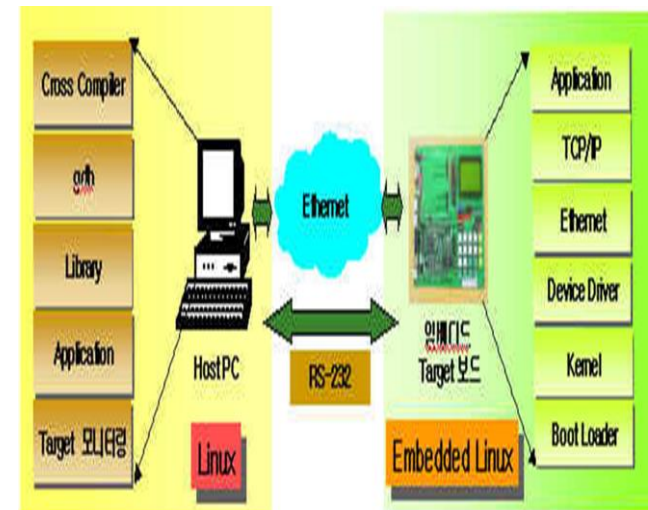 Cross Compiler
gdb
Library
Application
Target 모니터링
Host PC
Linux
Ethernet
RS-232
임베디드
Target 보드
Embedded Linux
Application
TCP/IP
Ethernet
Device Driver
Kernel
Boot Loader